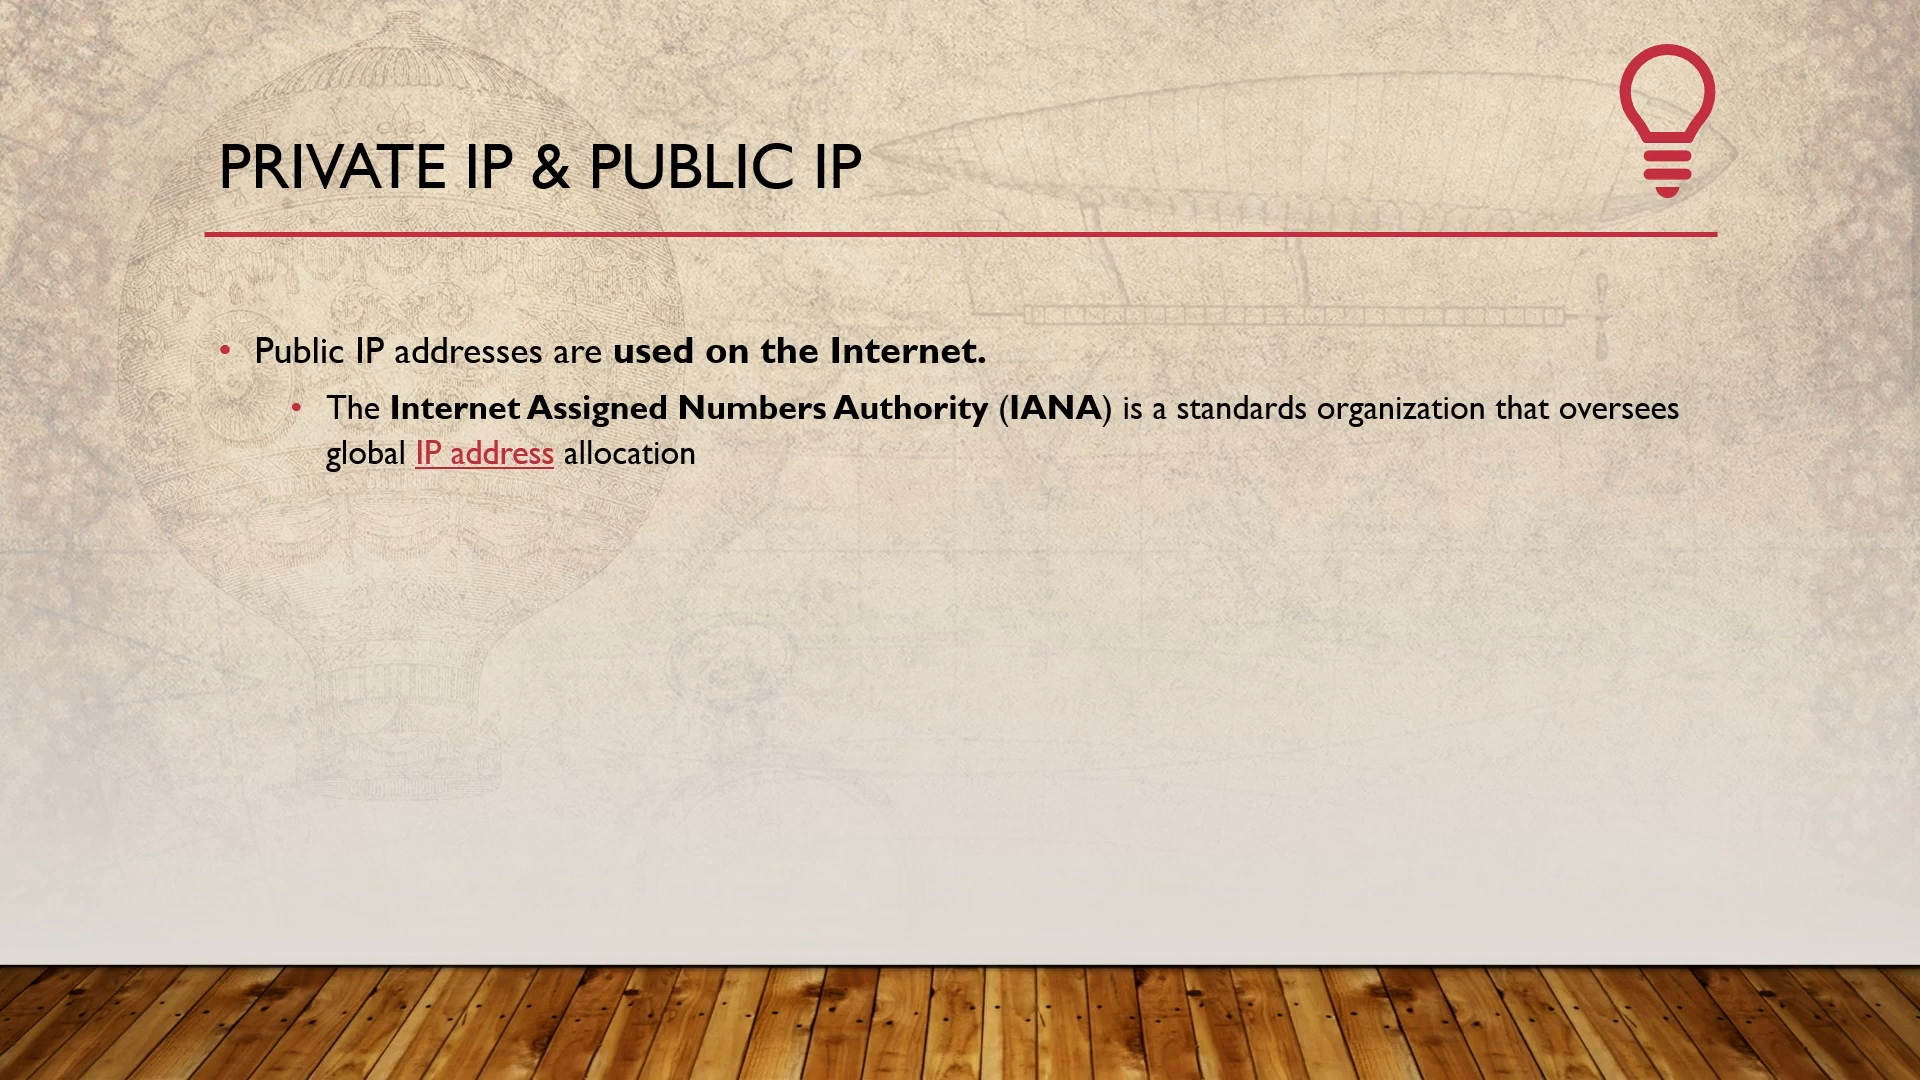 PRIVATE IP & PUBLIC IP
• Public IP addresses are used on the Internet.
• The Internet Assigned Numbers Authority (IANA) is a standards organization that oversees
global IP address allocation